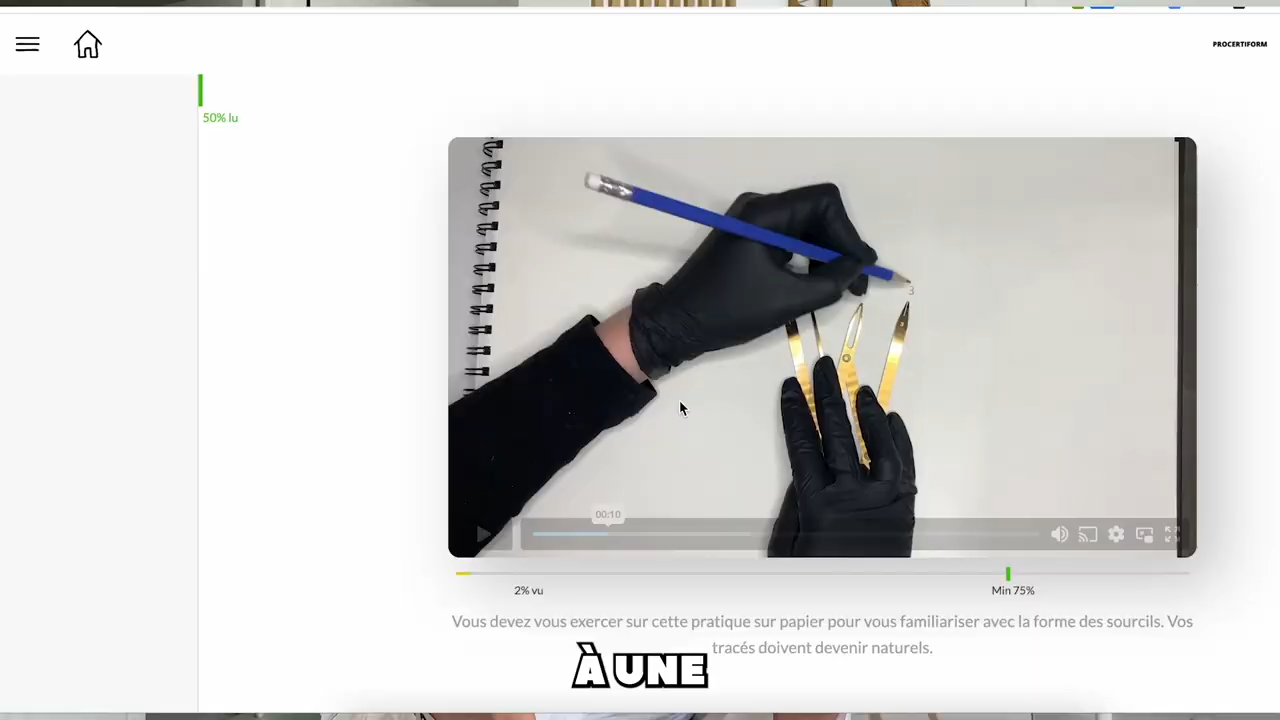 PROCERTIFORM
50% lu
3
00:10
2% vu
Min 75%
Vous devez vous exercer sur cette pratique sur papier pour vous familiariser avec la forme des sourcils. Vos
tracés doivent devenir naturels.
À UNE